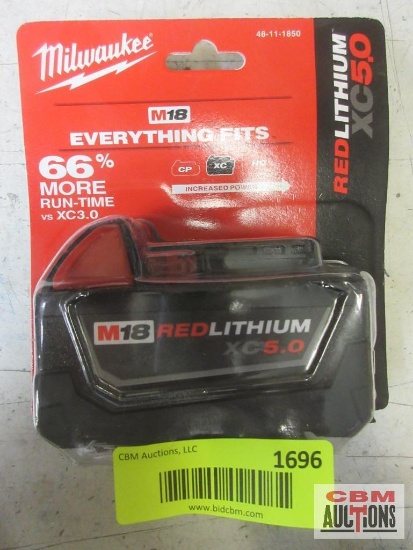 Milwaukee
48-11-1850
M18
EVERYTHING FITS
66%
MORE
RUN-TIME
vs XC3.0
CP XC HD
INCREASED POWER
REDLITHIUM™
XC5.0
M18 REDLITHIUM
XC5.0
CBM Auctions, LLC
1696
www.bidcbm.com
CBM
AUCTIONS